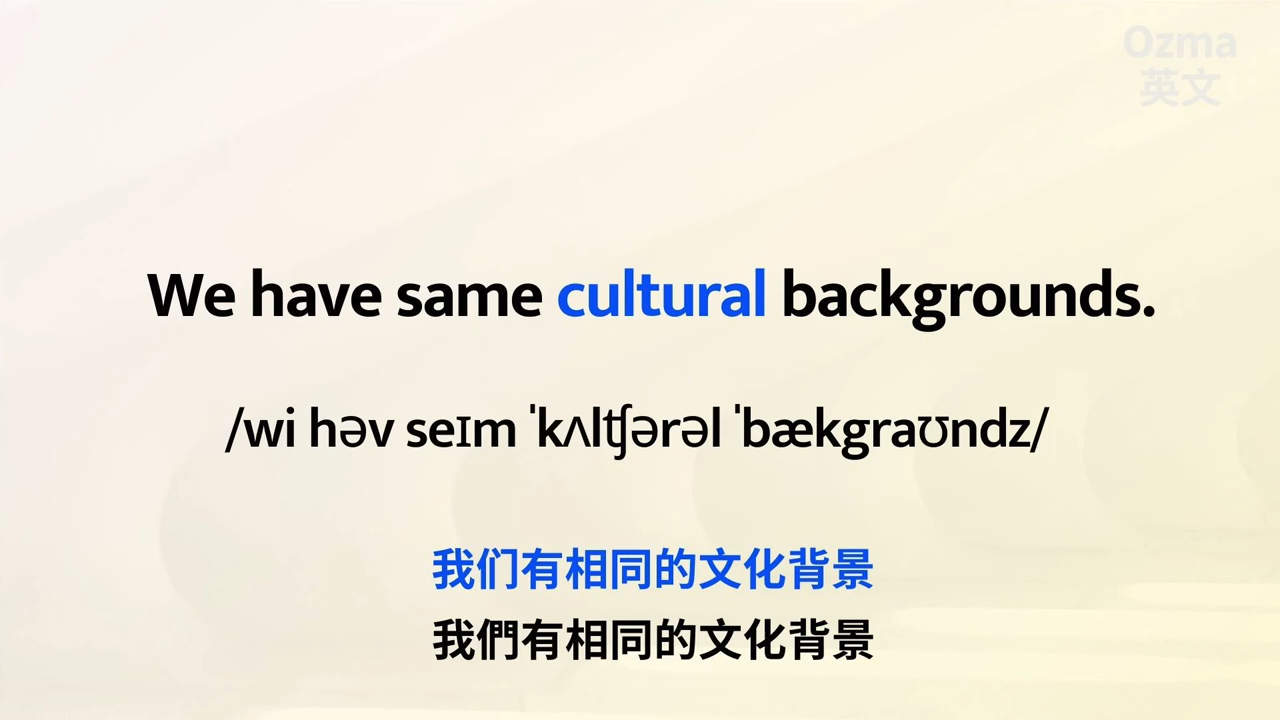 Ozma
英文
We have same cultural backgrounds.
/wi həv seɪm ˈkʌlʧərəl ˈbækgraʊndz/
我们有相同的文化背景
我們有相同的文化背景